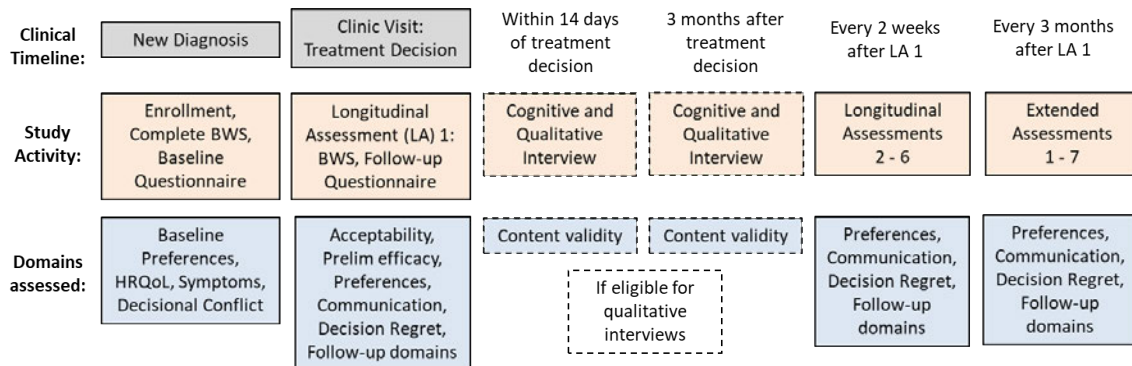 Clinical
Timeline:
New Diagnosis
Clinic Visit:
Treatment Decision
Within 14 days
of treatment
decision
3 months after
treatment
decision
Every 2 weeks
after LA 1
Every 3 months
after LA 1
Study
Activity:
Enrollment,
Complete BWS,
Baseline
Questionnaire
Longitudinal
Assessment (LA) 1:
BWS, Follow-up
Questionnaire
Cognitive and
Qualitative
Interview
Cognitive and
Qualitative
Interview
Longitudinal
Assessments
2 - 6
Extended
Assessments
1 - 7
Domains
assessed:
Baseline
Preferences,
HRQoL, Symptoms,
Decisional Conflict
Acceptability,
Prelim efficacy,
Preferences,
Communication,
Decision Regret,
Follow-up domains
Content validity
Content validity
If eligible for
qualitative
interviews
Preferences,
Communication,
Decision Regret,
Follow-up
domains
Preferences,
Communication,
Decision Regret,
Follow-up
domains